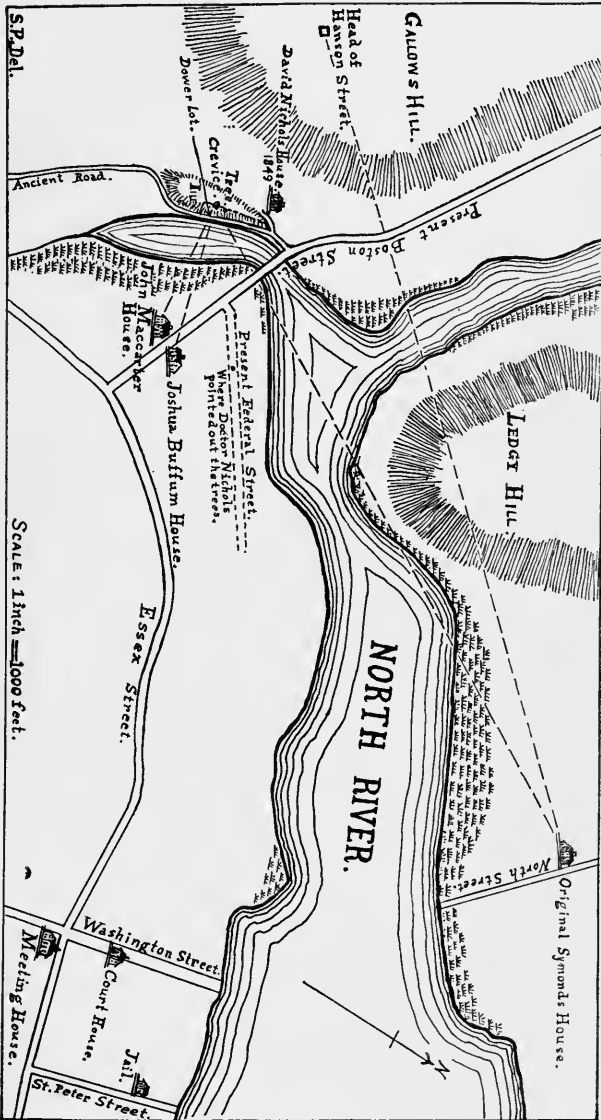 GALLOWS HILL.
Head of
Hanson Street.
David Nichols House,
1849
Dower Lot.
Tree.
Crevice.
Ancient Road.
S.P. Del.
Present Boston Street.
John Maccarter
House.
Joshua Buffum House.
Present Federal Street.
Where Doctor Nichols
pointed out the trees.
LEDGY HILL.
Essex Street.
SCALE: 1 inch = 1000 feet.
NORTH RIVER.
Original Symonds House.
North Street.
Washington Street.
Meeting House.
Court House.
Jail.
St. Peter Street.
N